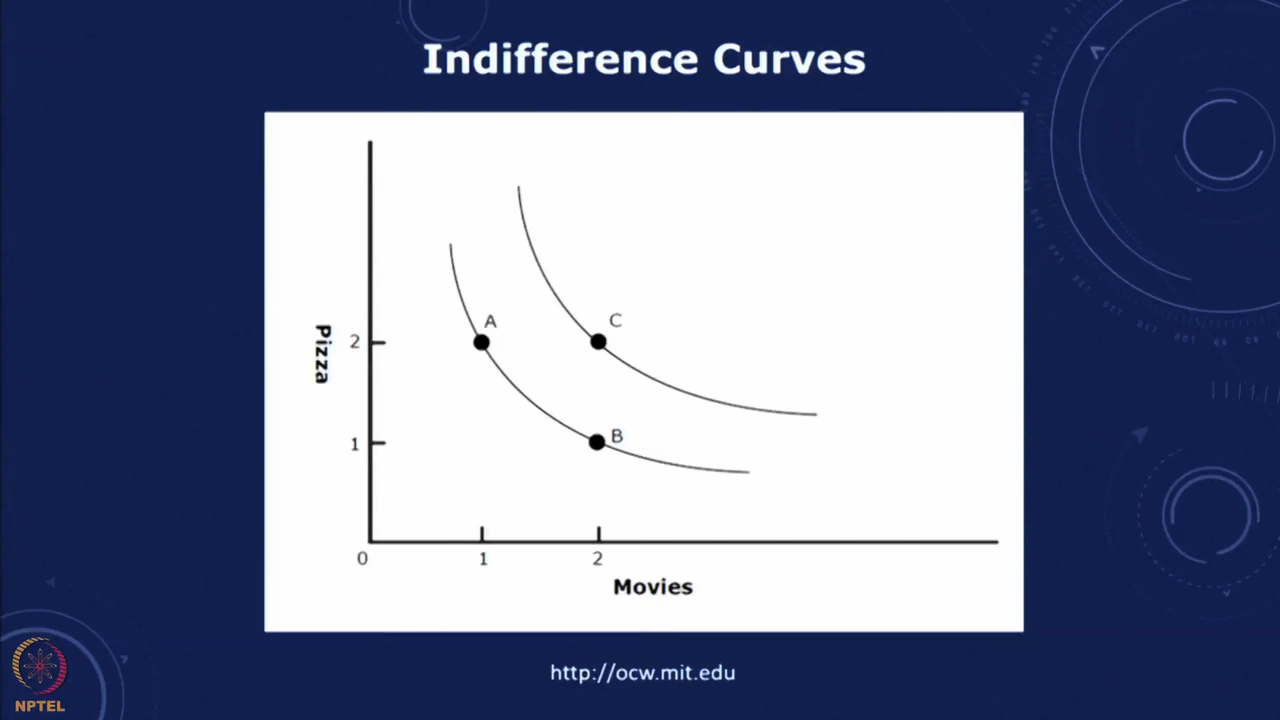 Indifference Curves
A
C
Pizza
2
B
1
0
1
2
Movies
http://ocw.mit.edu
NPTEL